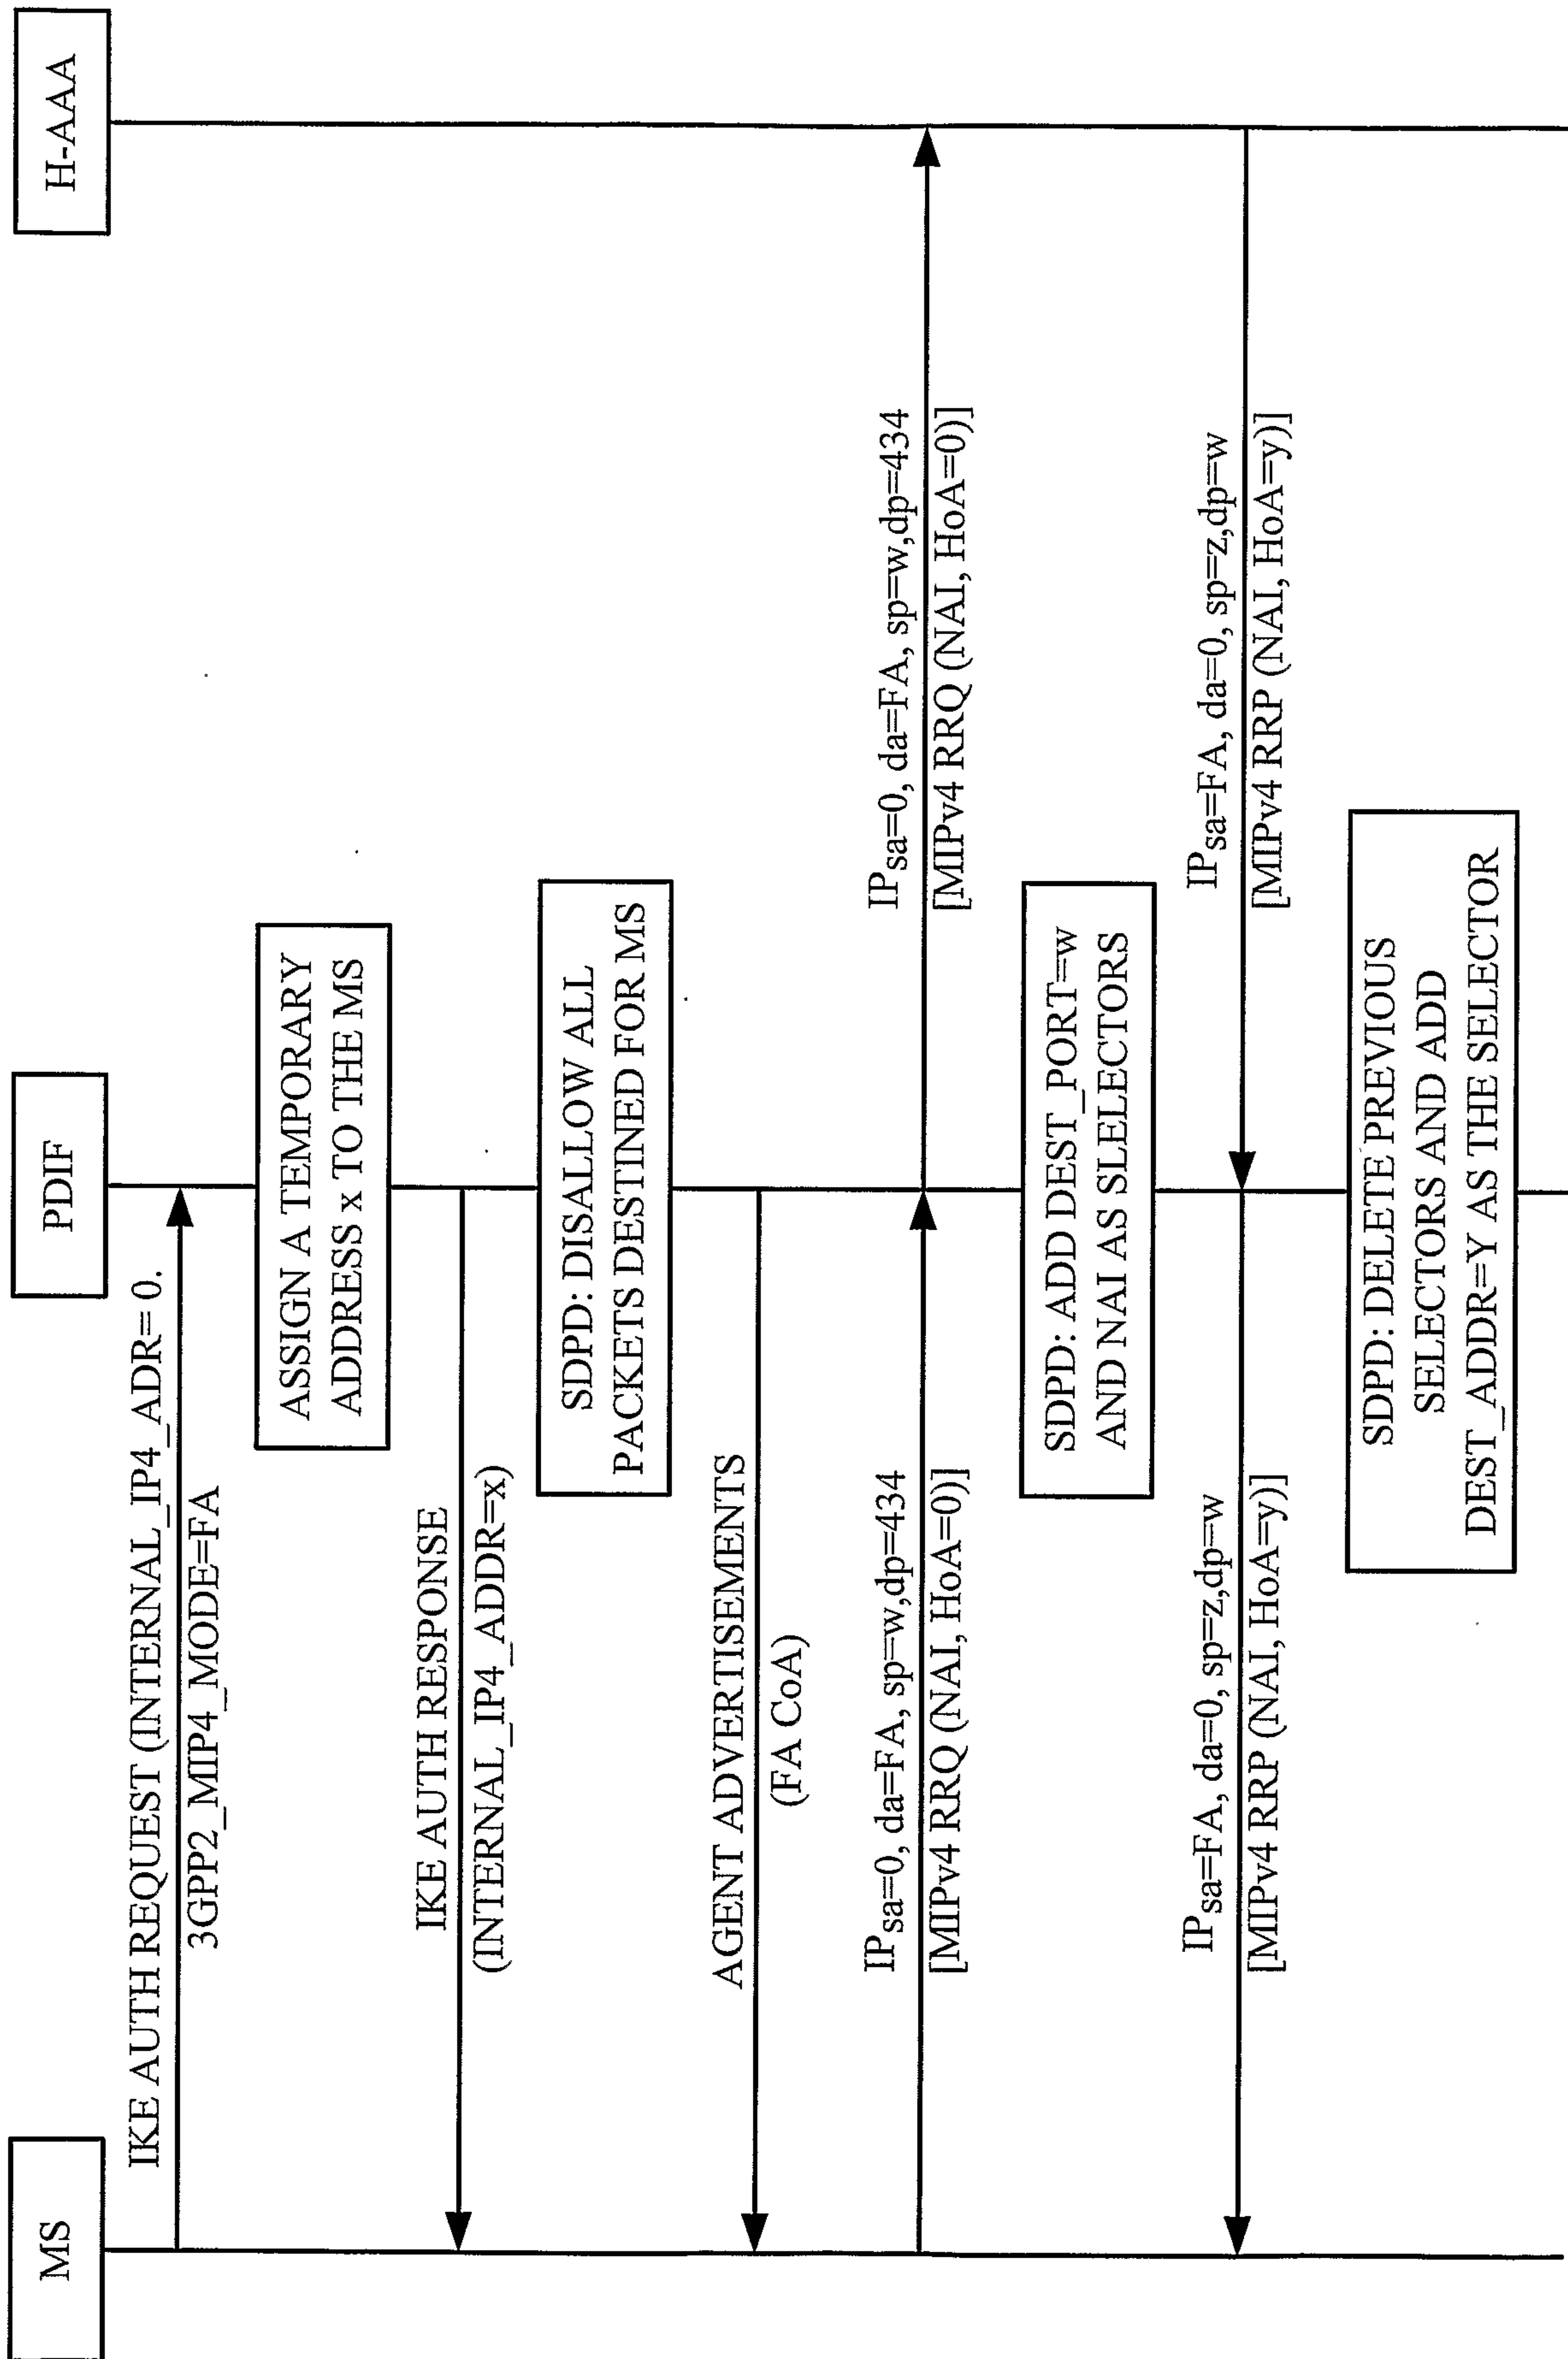 MS
PDIF
H-AAA
IKE AUTH REQUEST (INTERNAL_IP4_ADR= 0.
3GPP2_MIP4_MODE=FA
ASSIGN A TEMPORARY
ADDRESS x TO THE MS
IKE AUTH RESPONSE
(INTERNAL_IP4_ADDR=x)
SDPD: DISALLOW ALL
PACKETS DESTINED FOR MS
AGENT ADVERTISEMENTS
(FA CoA)
IPsa=0, da=FA, sp=w,dp=434
[MIPv4 RRQ (NAI, HoA=0)]
IPsa=0, da=FA, sp=w,dp=434
[MIPv4 RRQ (NAI, HoA=0)]
SDPD: ADD DEST_PORT=w
AND NAI AS SLELECTORS
IPsa=FA, da=0, sp=z,dp=w
[MIPv4 RRP (NAI, HoA=y)]
IPsa=FA, da=0, sp=z,dp=w
[MIPv4 RRP (NAI, HoA=y)]
SDPD: DELETE PREVIOUS
SELECTORS AND ADD
DEST_ADDR=Y AS THE SELECTOR